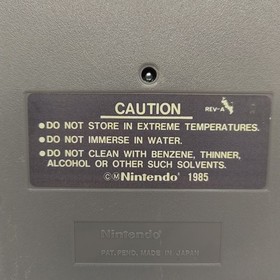 CAUTION
REV-A
●DO NOT STORE IN EXTREME TEMPERATURES.
●DO NOT IMMERSE IN WATER.
●DO NOT CLEAN WITH BENZENE, THINNER,
ALCOHOL OR OTHER SUCH SOLVENTS.
©ⓂNintendo® 1985
Nintendo®
PAT. PEND. MADE IN JAPAN